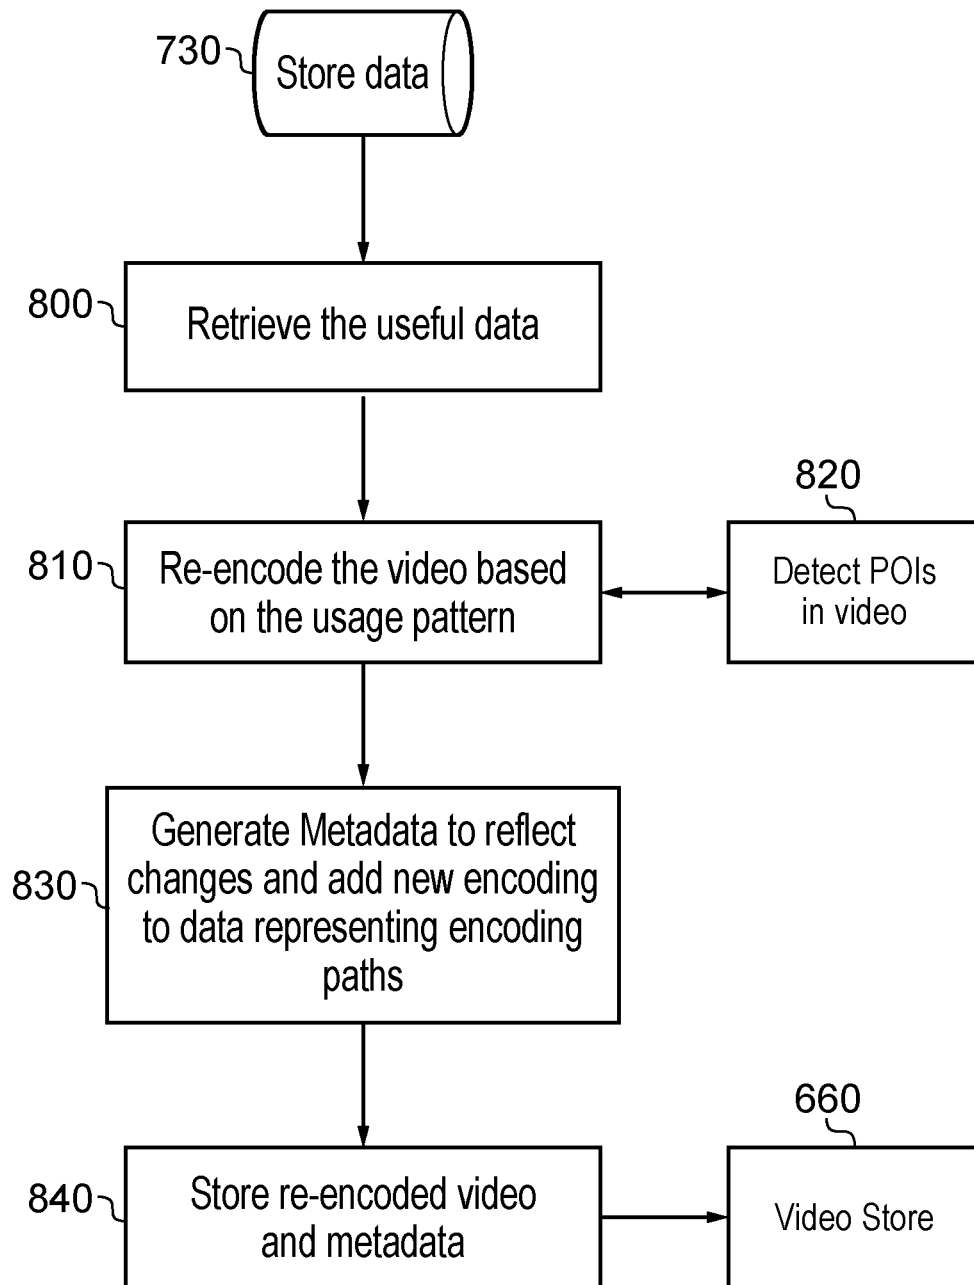 730
Store data
800
Retrieve the useful data
820
810
Re-encode the video based
on the usage pattern
Detect POIs
in video
830
Generate Metadata to reflect
changes and add new encoding
to data representing encoding
paths
660
840
Store re-encoded video
and metadata
Video Store